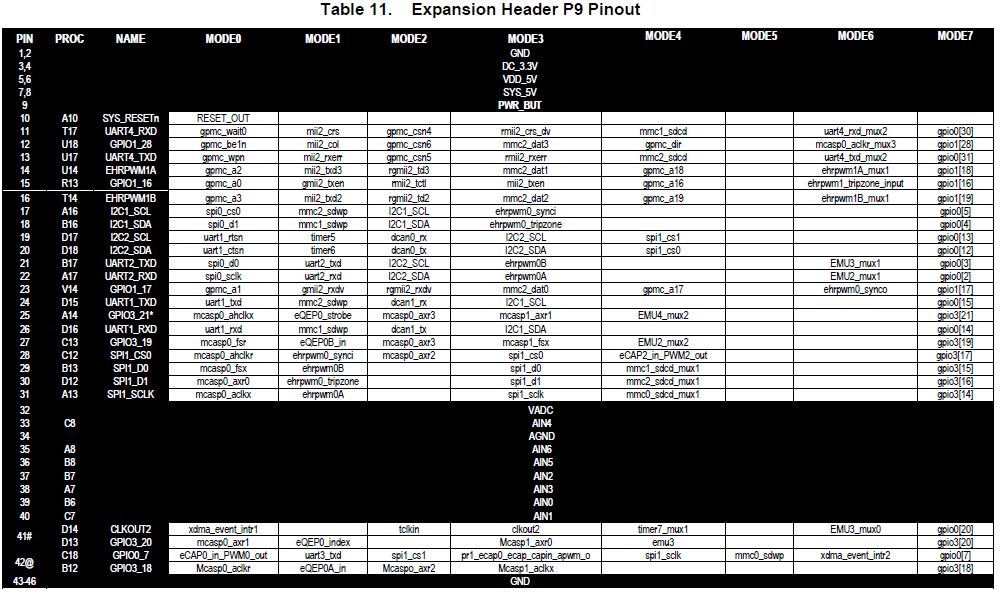 Table 11. Expansion Header P9 Pinout
PIN PROC NAME MODE0 MODE1 MODE2 MODE3 MODE4 MODE5 MODE6 MODE7
1,2 GND
3,4 DC_3.3V
5,6 VDD_5V
7,8 SYS_5V
9 PWR_BUT
10 A10 SYS_RESETn RESET_OUT
11 T17 UART4_RXD gpmc_wait0 mii2_crs gpmc_csn4 rmii2_crs_dv mmc1_sdcd uart4_rxd_mux2 gpio0[30]
12 U18 GPIO1_28 gpmc_be1n mii2_col gpmc_csn6 mmc2_dat3 gpmc_dir mcasp0_aclkr_mux3 gpio1[28]
13 U17 UART4_TXD gpmc_wpn mii2_rxerr gpmc_csn5 rmii2_rxerr mmc2_sdcd uart4_txd_mux2 gpio0[31]
14 U14 EHRPWM1A gpmc_a2 mii2_txd3 rgmii2_td3 mmc2_dat1 gpmc_a18 ehrpwm1A_mux1 gpio1[18]
15 R13 GPIO1_16 gpmc_a0 gmii2_txen rmii2_tctl mii2_txen gpmc_a16 ehrpwm1_tripzone_input gpio1[16]
16 T14 EHRPWM1B gpmc_a3 mii2_txd2 rgmii2_td2 mmc2_dat2 gpmc_a19 ehrpwm1B_mux1 gpio1[19]
17 A16 I2C1_SCL spi0_cs0 mmc2_sdwp I2C1_SCL ehrpwm0_synci gpio0[5]
18 B16 I2C1_SDA spi0_d1 mmc1_sdwp I2C1_SDA ehrpwm0_tripzone gpio0[4]
19 D17 I2C2_SCL uart1_rtsn timer5 dcan0_rx I2C2_SCL spi1_cs1 gpio0[13]
20 D18 I2C2_SDA uart1_ctsn timer6 dcan0_tx I2C2_SDA spi1_cs0 gpio0[12]
21 B17 UART2_TXD spi0_d0 uart2_txd I2C2_SCL ehrpwm0B EMU3_mux1 gpio0[3]
22 A17 UART2_RXD spi0_sclk uart2_rxd I2C2_SDA ehrpwm0A EMU2_mux1 gpio0[2]
23 V14 GPIO1_17 gpmc_a1 gmii2_rxdv rgmii2_rxdv mmc2_dat0 gpmc_a17 ehrpwm0_synco gpio1[17]
24 D15 UART1_TXD uart1_txd mmc2_sdwp dcan1_rx I2C1_SCL gpio0[15]
25 A14 GPIO3_21* mcasp0_ahclkx eQEP0_strobe mcasp0_axr3 mcasp1_axr1 EMU4_mux2 gpio3[21]
26 D16 UART1_RXD uart1_rxd mmc1_sdwp dcan1_tx I2C1_SDA gpio0[14]
27 C13 GPIO3_19 mcasp0_fsr eQEP0B_in mcasp0_axr3 mcasp1_fsx EMU2_mux2 gpio3[19]
28 C12 SPI1_CS0 mcasp0_ahclkr ehrpwm0_synci mcasp0_axr2 spi1_cs0 eCAP2_in_PWM2_out gpio3[17]
29 B13 SPI1_D0 mcasp0_fsx ehrpwm0B spi1_d0 mmc1_sdcd_mux1 gpio3[15]
30 D12 SPI1_D1 mcasp0_axr0 ehrpwm0_tripzone spi1_d1 mmc2_sdcd_mux1 gpio3[16]
31 A13 SPI1_SCLK mcasp0_aclkx ehrpwm0A spi1_sclk mmc0_sdcd_mux1 gpio3[14]
32 VADC
33 C8 AIN4
34 AGND
35 A8 AIN6
36 B8 AIN5
37 B7 AIN2
38 A7 AIN3
39 B6 AIN0
40 C7 AIN1
41# D14 CLKOUT2 xdma_event_intr1 tclkin clkout2 timer7_mux1 EMU3_mux0 gpio0[20]
D13 GPIO3_20 mcasp0_axr1 eQEP0_index Mcasp1_axr0 emu3 gpio3[20]
42@ C18 GPIO0_7 eCAP0_in_PWM0_out uart3_txd spi1_cs1 pr1_ecap0_ecap_capin_apwm_o spi1_sclk mmc0_sdwp xdma_event_intr2 gpio0[7]
B12 GPIO3_18 Mcasp0_aclkr eQEP0A_in Mcaspo_axr2 Mcasp1_aclkx gpio3[18]
43-46 GND